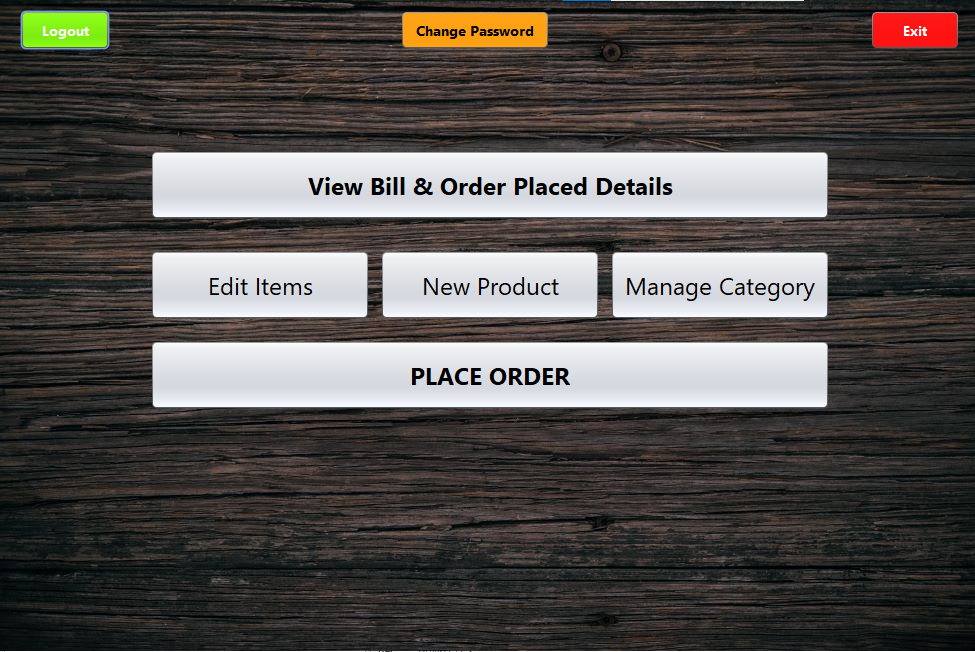 Logout
Change Password
Exit
View Bill & Order Placed Details
Edit Items
New Product
Manage Category
PLACE ORDER